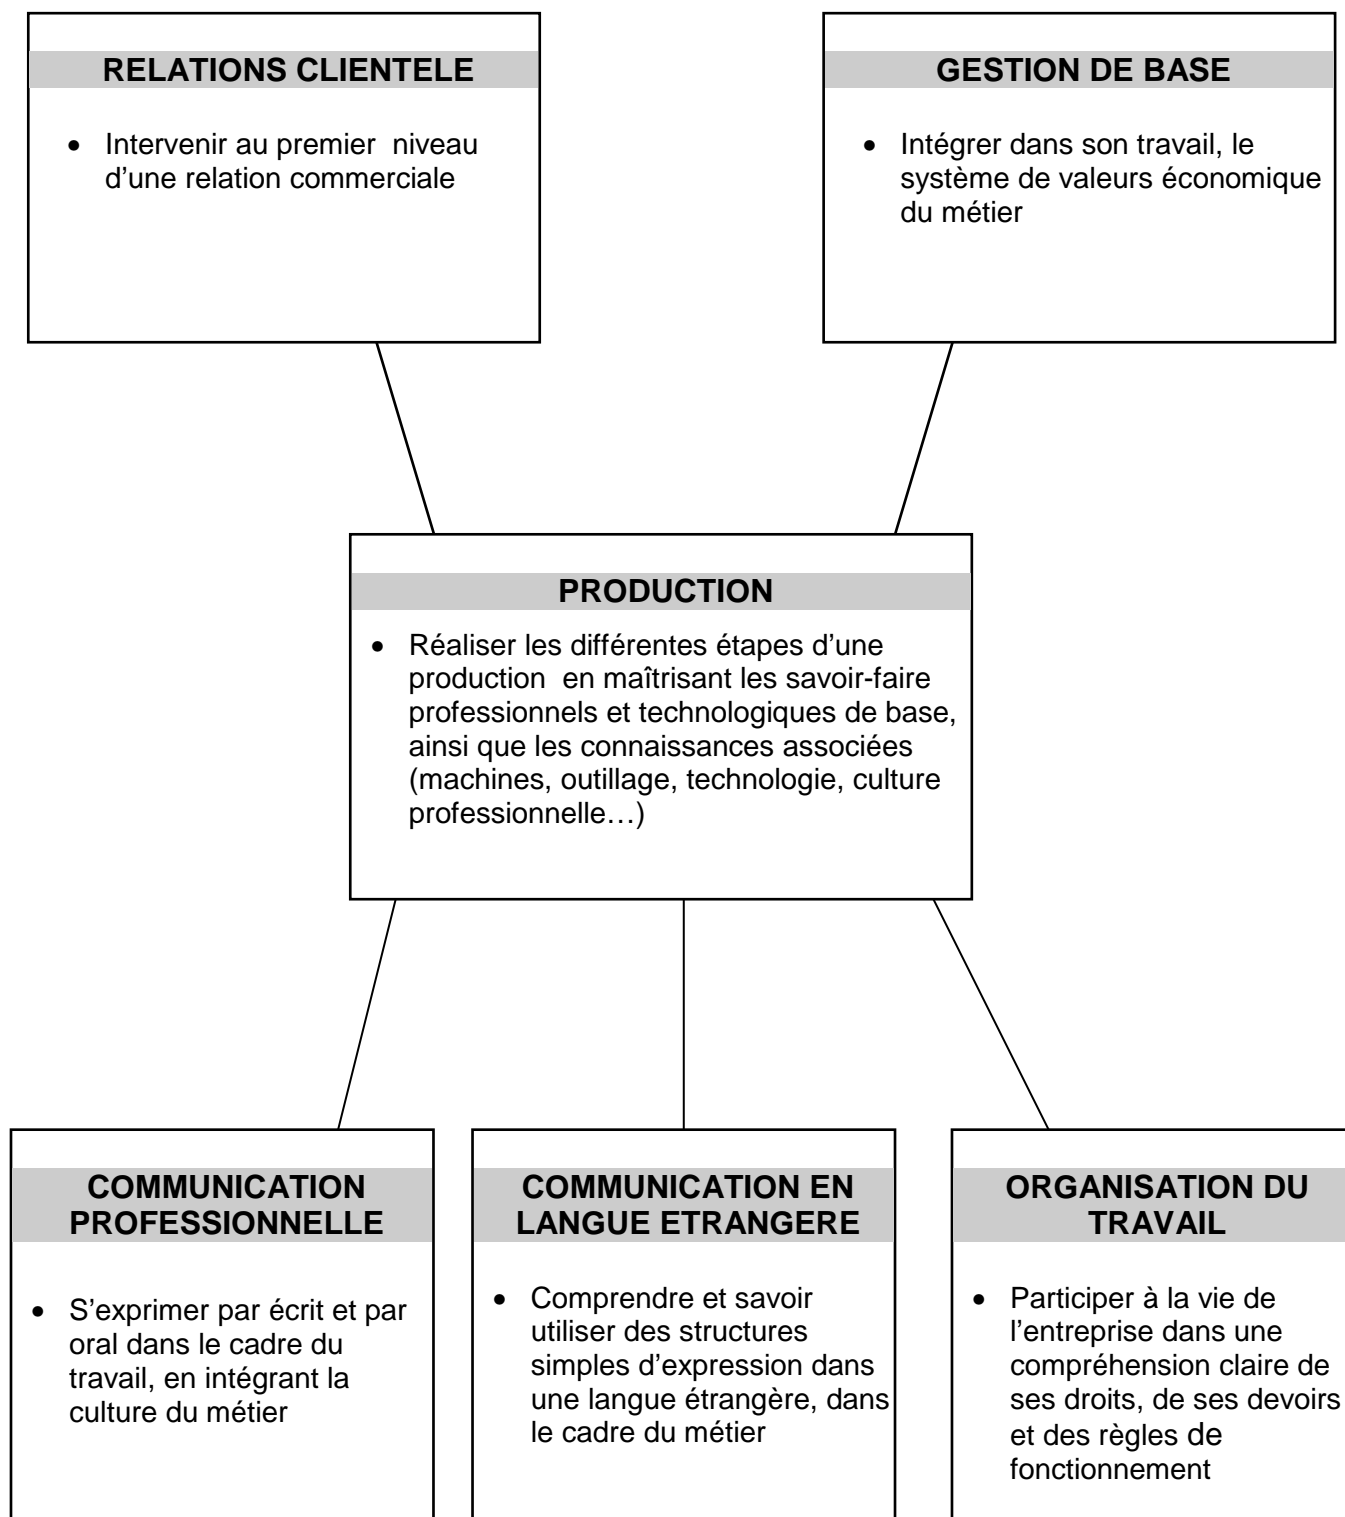 RELATIONS CLIENTELE
• Intervenir au premier  niveau
d’une relation commerciale
GESTION DE BASE
• Intégrer dans son travail, le
système de valeurs économique
du métier
PRODUCTION
• Réaliser les différentes étapes d’une
production  en maîtrisant les savoir-faire
professionnels et technologiques de base,
ainsi que les connaissances associées
(machines, outillage, technologie, culture
professionnelle…)
COMMUNICATION
PROFESSIONNELLE
• S’exprimer par écrit et par
oral dans le cadre du
travail, en intégrant la
culture du métier
COMMUNICATION EN
LANGUE ETRANGERE
• Comprendre et savoir
utiliser des structures
simples d’expression dans
une langue étrangère, dans
le cadre du métier
ORGANISATION DU
TRAVAIL
• Participer à la vie de
l’entreprise dans une
compréhension claire de
ses droits, de ses devoirs
et des règles de
fonctionnement